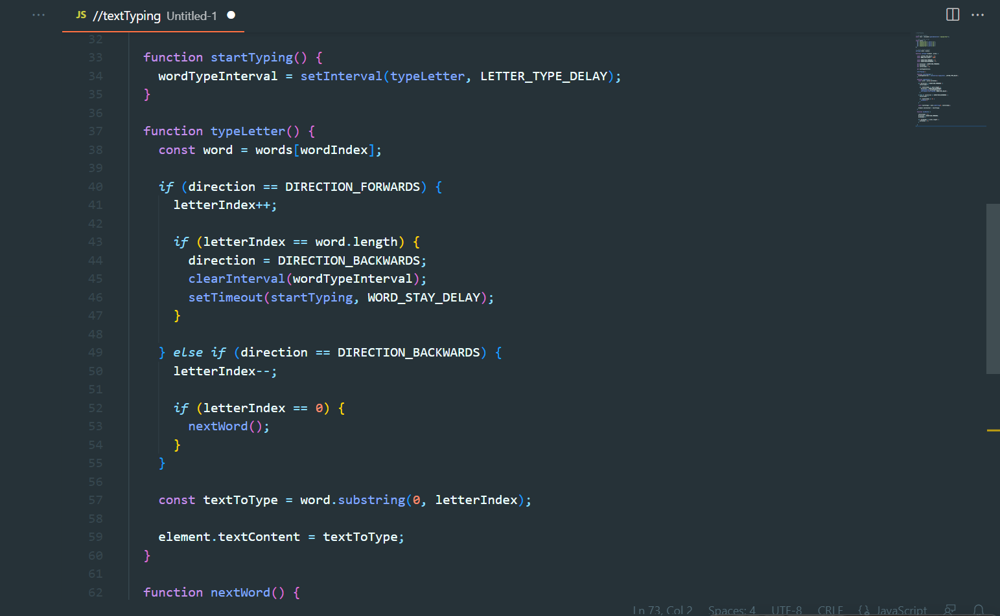 ··· JS //textTyping Untitled-1 ● ···
32
33 function startTyping() {
34 wordTypeInterval = setInterval(typeLetter, LETTER_TYPE_DELAY);
35 }
36
37 function typeLetter() {
38 const word = words[wordIndex];
39
40 if (direction == DIRECTION_FORWARDS) {
41 letterIndex++;
42
43 if (letterIndex == word.length) {
44 direction = DIRECTION_BACKWARDS;
45 clearInterval(wordTypeInterval);
46 setTimeout(startTyping, WORD_STAY_DELAY);
47 }
48
49 } else if (direction == DIRECTION_BACKWARDS) {
50 letterIndex--;
51
52 if (letterIndex == 0) {
53 nextWord();
54 }
55 }
56
57 const textToType = word.substring(0, letterIndex);
58
59 element.textContent = textToType;
60 }
61
62 function nextWord() {
Ln 73, Col 2 Spaces: 4 UTF-8 CRLF {} JavaScript